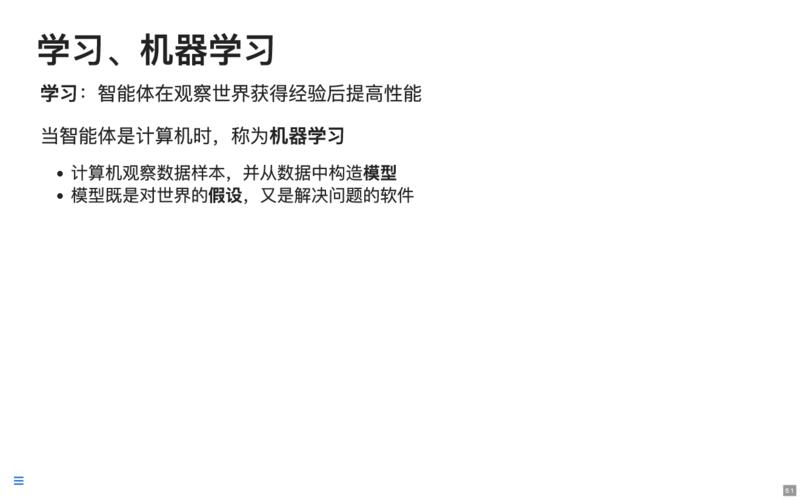 学习、机器学习
学习：智能体在观察世界获得经验后提高性能
当智能体是计算机时，称为机器学习
计算机观察数据样本，并从数据中构造模型
模型既是对世界的假设，又是解决问题的软件
5.1